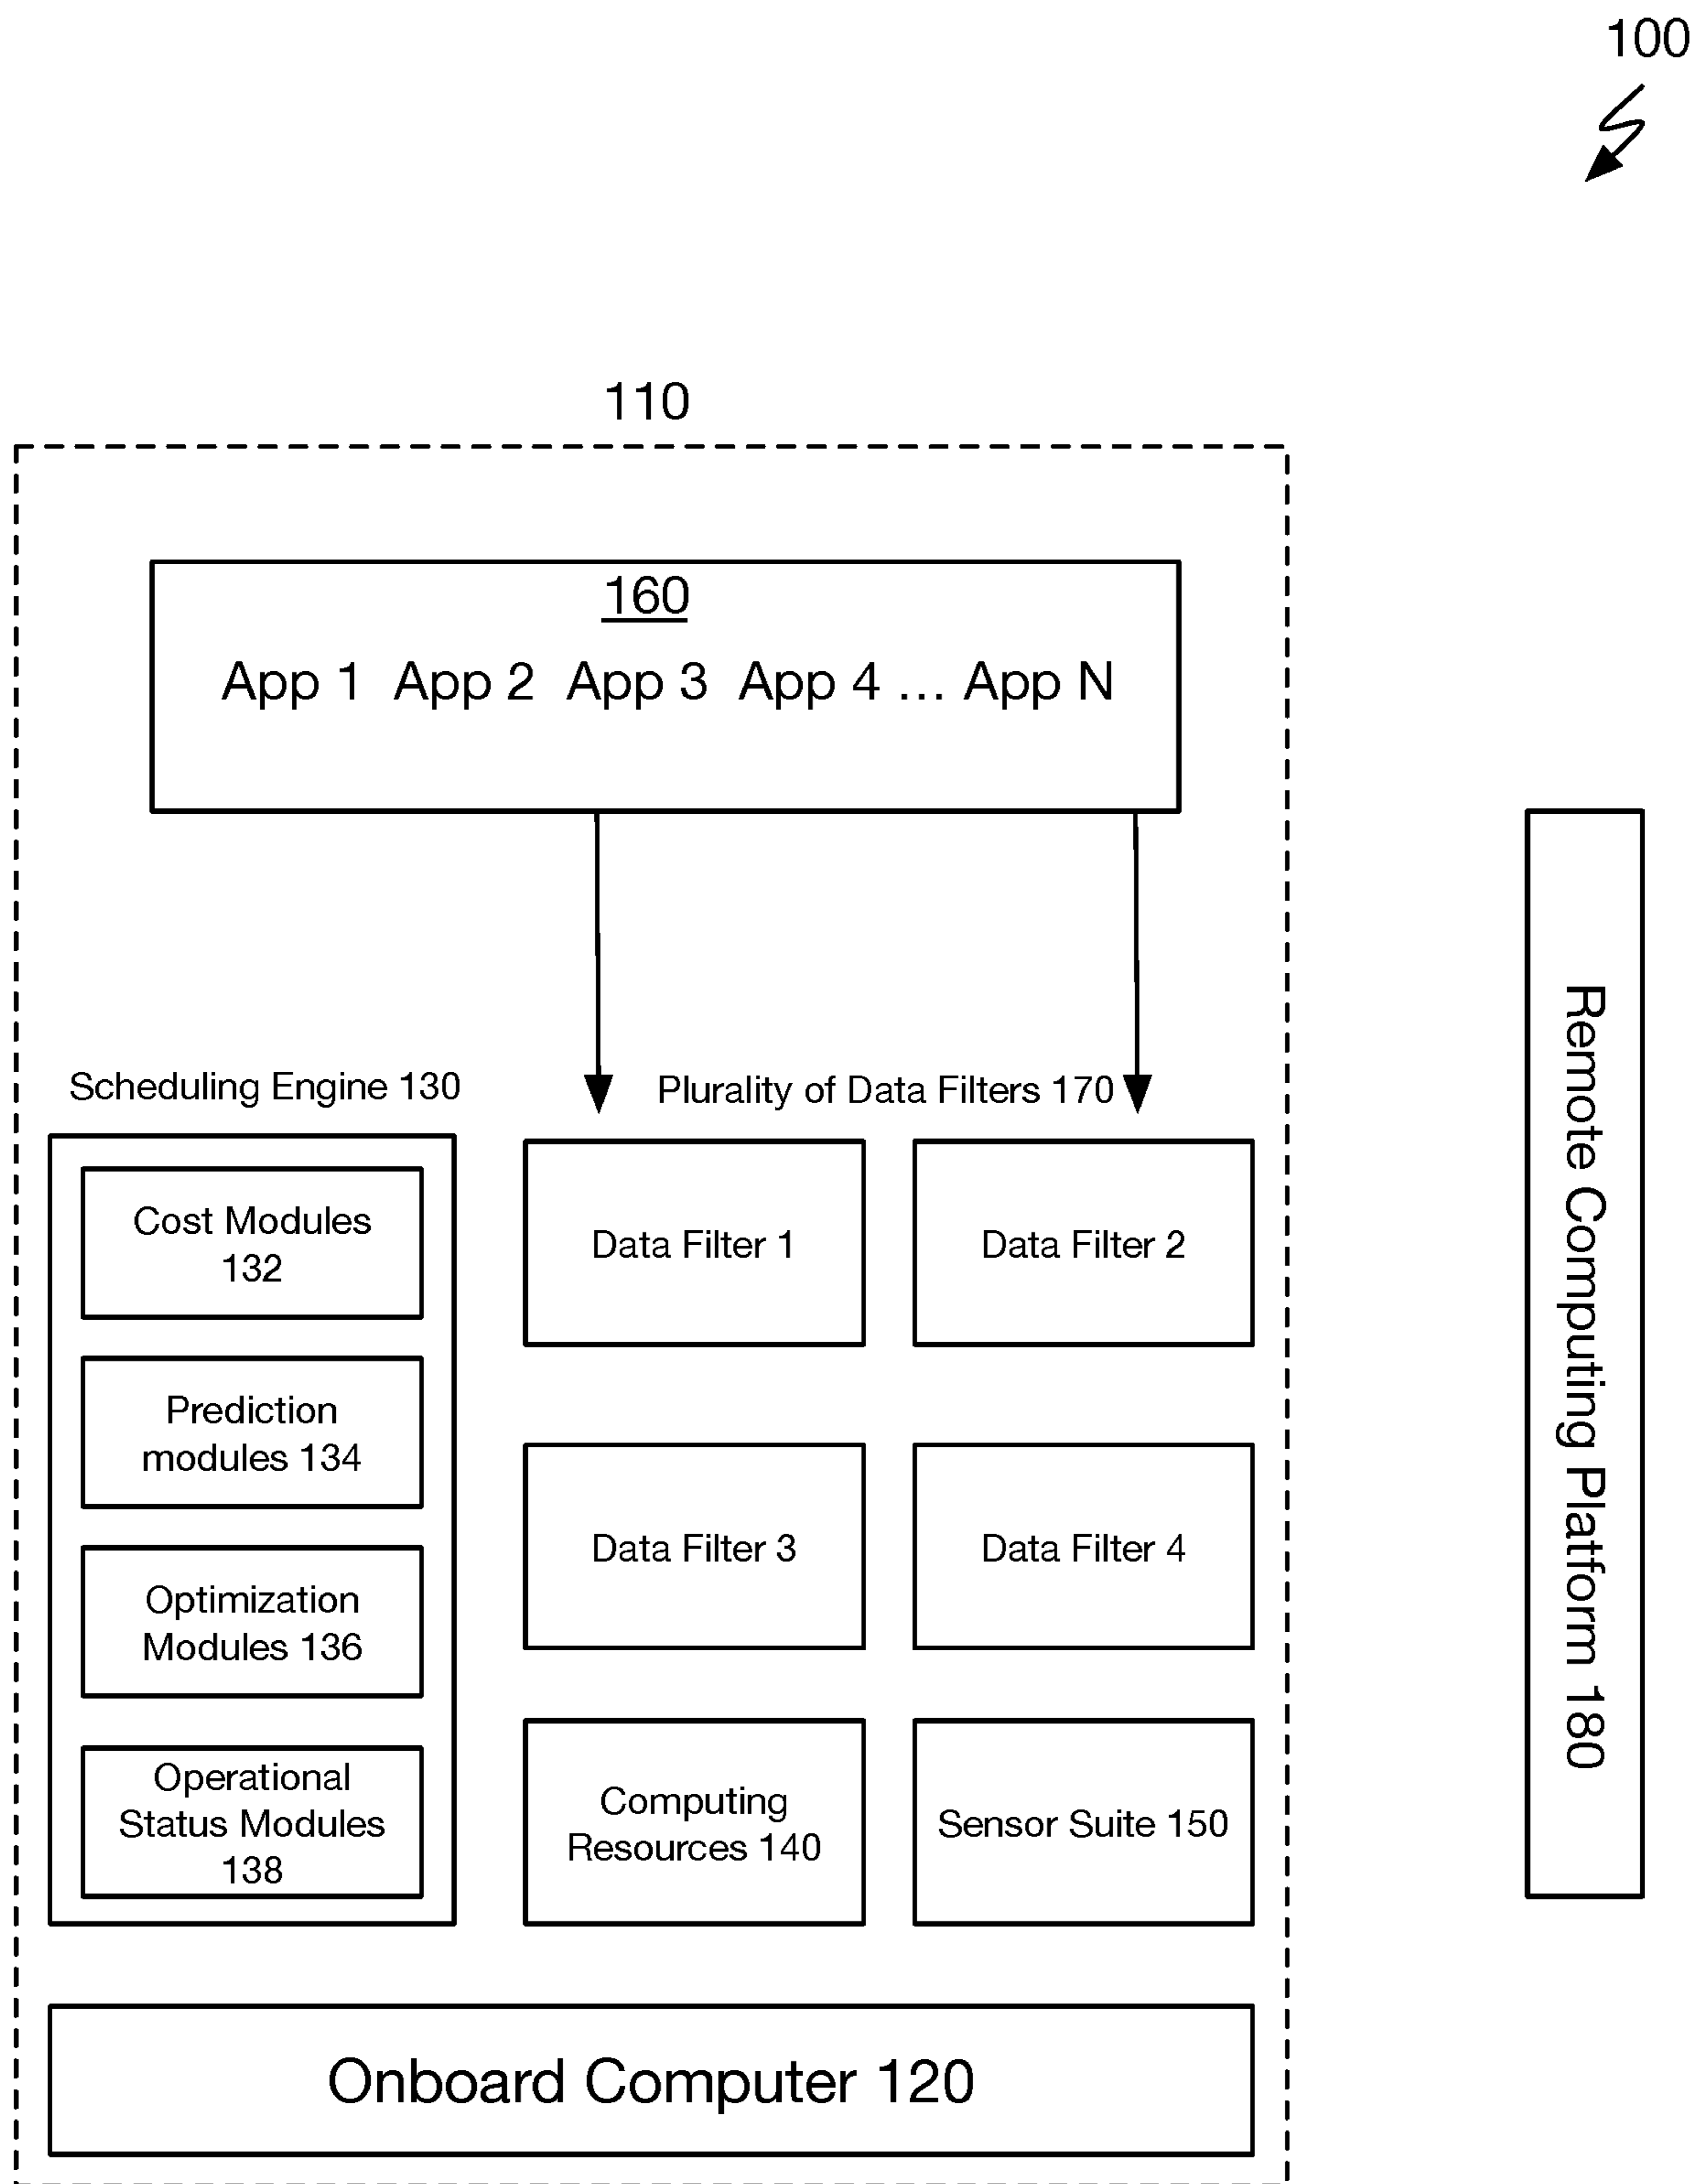 100
110
160
App 1 App 2 App 3 App 4 ... App N
Scheduling Engine 130
Plurality of Data Filters 170
Cost Modules
132
Prediction
modules 134
Optimization
Modules 136
Operational
Status Modules
138
Data Filter 1
Data Filter 2
Data Filter 3
Data Filter 4
Computing
Resources 140
Sensor Suite 150
Onboard Computer 120
Remote Computing Platform 180